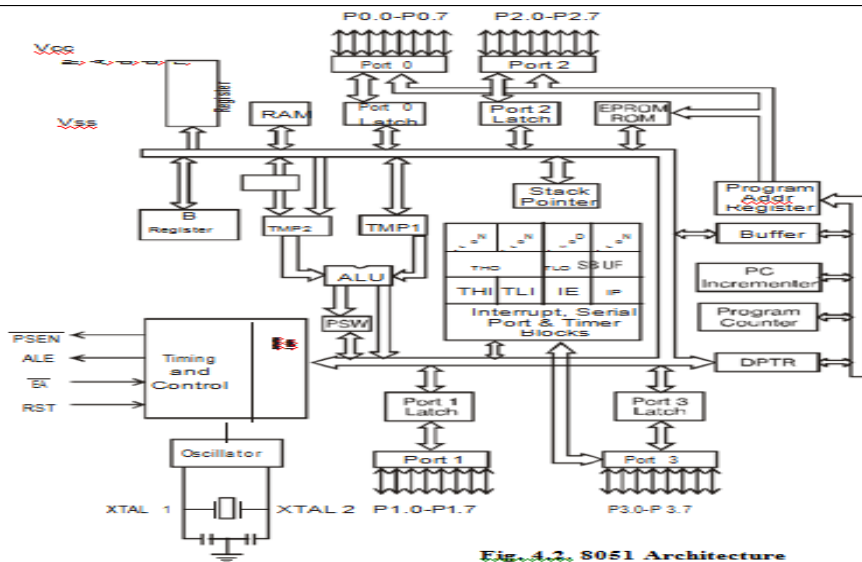 P0.0-P0.7
P2.0-P2.7
Vcc
Port 0
Port 2
Register
RAM
Port 0
Latch
Port 2
Latch
EPROM
ROM
Vss
Stack
Pointer
Program
Addr
Register
B
Register
TMP2
TMP1
Buffer
ALU
THO
TLO
SBUF
THI
TLI
IE
IP
PC
Incrementer
Interrupt, Serial
Port & Timer
Blocks
PSW
Program
Counter
PSEN
ALE
EA
RST
Timing
and
Control
DPTR
Port 1
Latch
Port 3
Latch
Oscillator
Port 1
Port 3
XTAL 1
XTAL 2
P1.0-P1.7
P3.0-P3.7
Fig. 4.2. 8051 Architecture